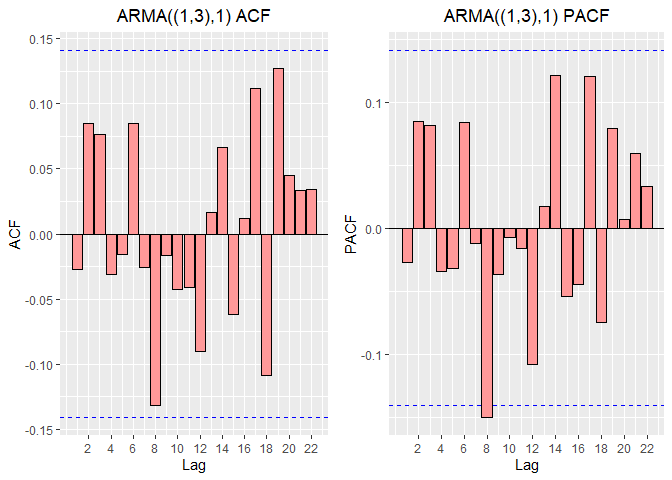 ARMA((1,3),1) ACF
ACF
0.15
0.10
0.05
0.00
-0.05
-0.10
-0.15
2 4 6 8 10 12 14 16 18 20 22
Lag
ARMA((1,3),1) PACF
PACF
0.1
0.0
-0.1
2 4 6 8 10 12 14 16 18 20 22
Lag